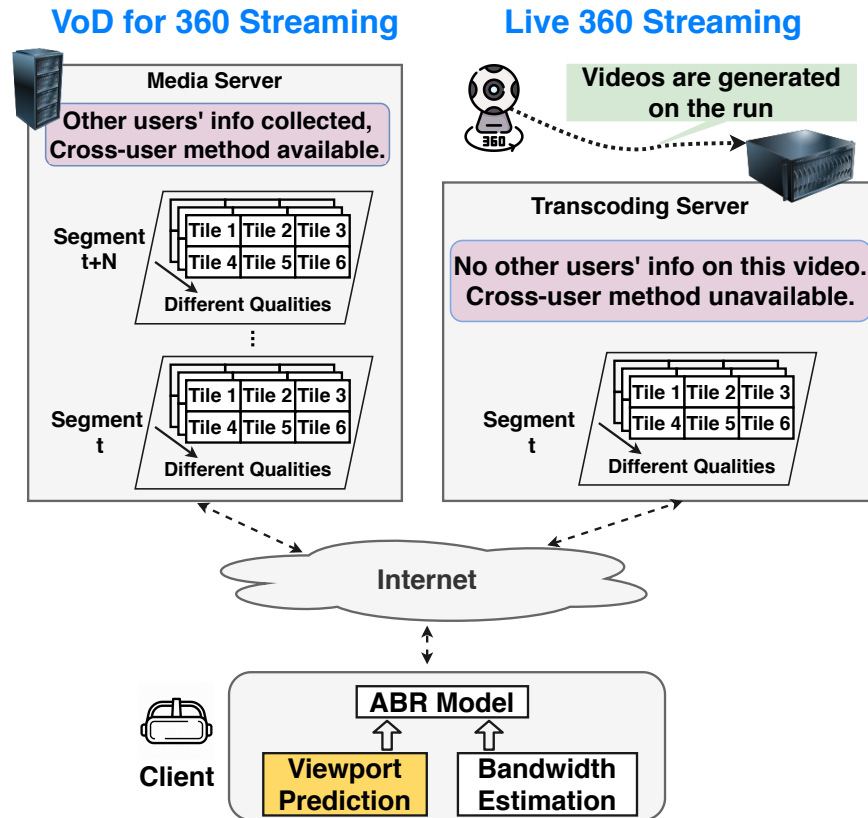 VoD for 360 Streaming
Media Server
Other users' info collected,
Cross-user method available.
Segment
t+N
Tile 1 Tile 2 Tile 3
Tile 4 Tile 5 Tile 6
Different Qualities
...
Segment
t
Tile 1 Tile 2 Tile 3
Tile 4 Tile 5 Tile 6
Different Qualities
Live 360 Streaming
360
Videos are generated
on the run
Transcoding Server
No other users' info on this video.
Cross-user method unavailable.
Segment
t
Tile 1 Tile 2 Tile 3
Tile 4 Tile 5 Tile 6
Different Qualities
Internet
Client
ABR Model
Viewport
Prediction
Bandwidth
Estimation